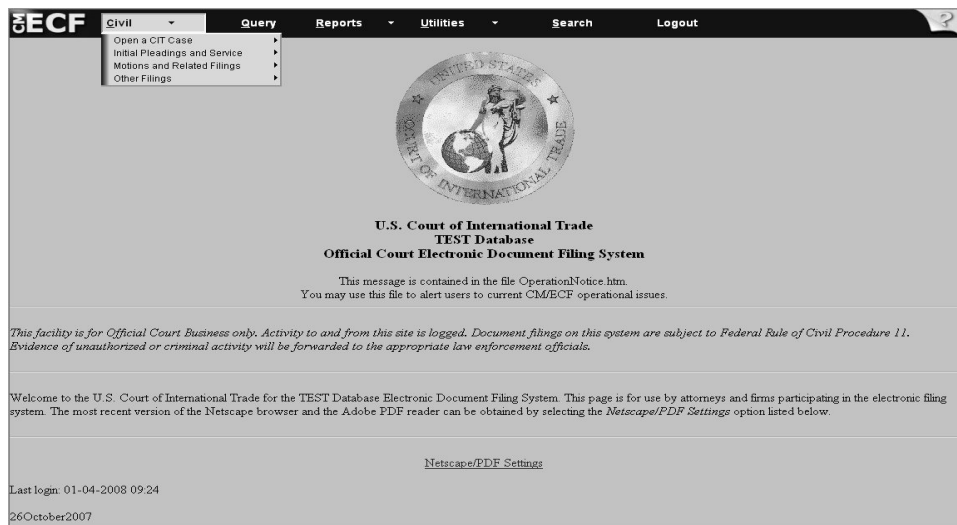 CM ECF Civil Query Reports Utilities Search Logout ?
Open a CIT Case
Initial Pleadings and Service
Motions and Related Filings
Other Filings
UNITED STATES
COURT OF INTERNATIONAL TRADE
U.S. Court of International Trade
TEST Database
Official Court Electronic Document Filing System
This message is contained in the file OperationNotice.htm.
You may use this file to alert users to current CM/ECF operational issues.
This facility is for Official Court Business only. Activity to and from this site is logged. Document filings on this system are subject to Federal Rule of Civil Procedure 11.
Evidence of unauthorized or criminal activity will be forwarded to the appropriate law enforcement officials.
Welcome to the U.S. Court of International Trade for the TEST Database Electronic Document Filing System. This page is for use by attorneys and firms participating in the electronic filing
system. The most recent version of the Netscape browser and the Adobe PDF reader can be obtained by selecting the Netscape/PDF Settings option listed below.
Netscape/PDF Settings
Last login: 01-04-2008 09:24
26October2007